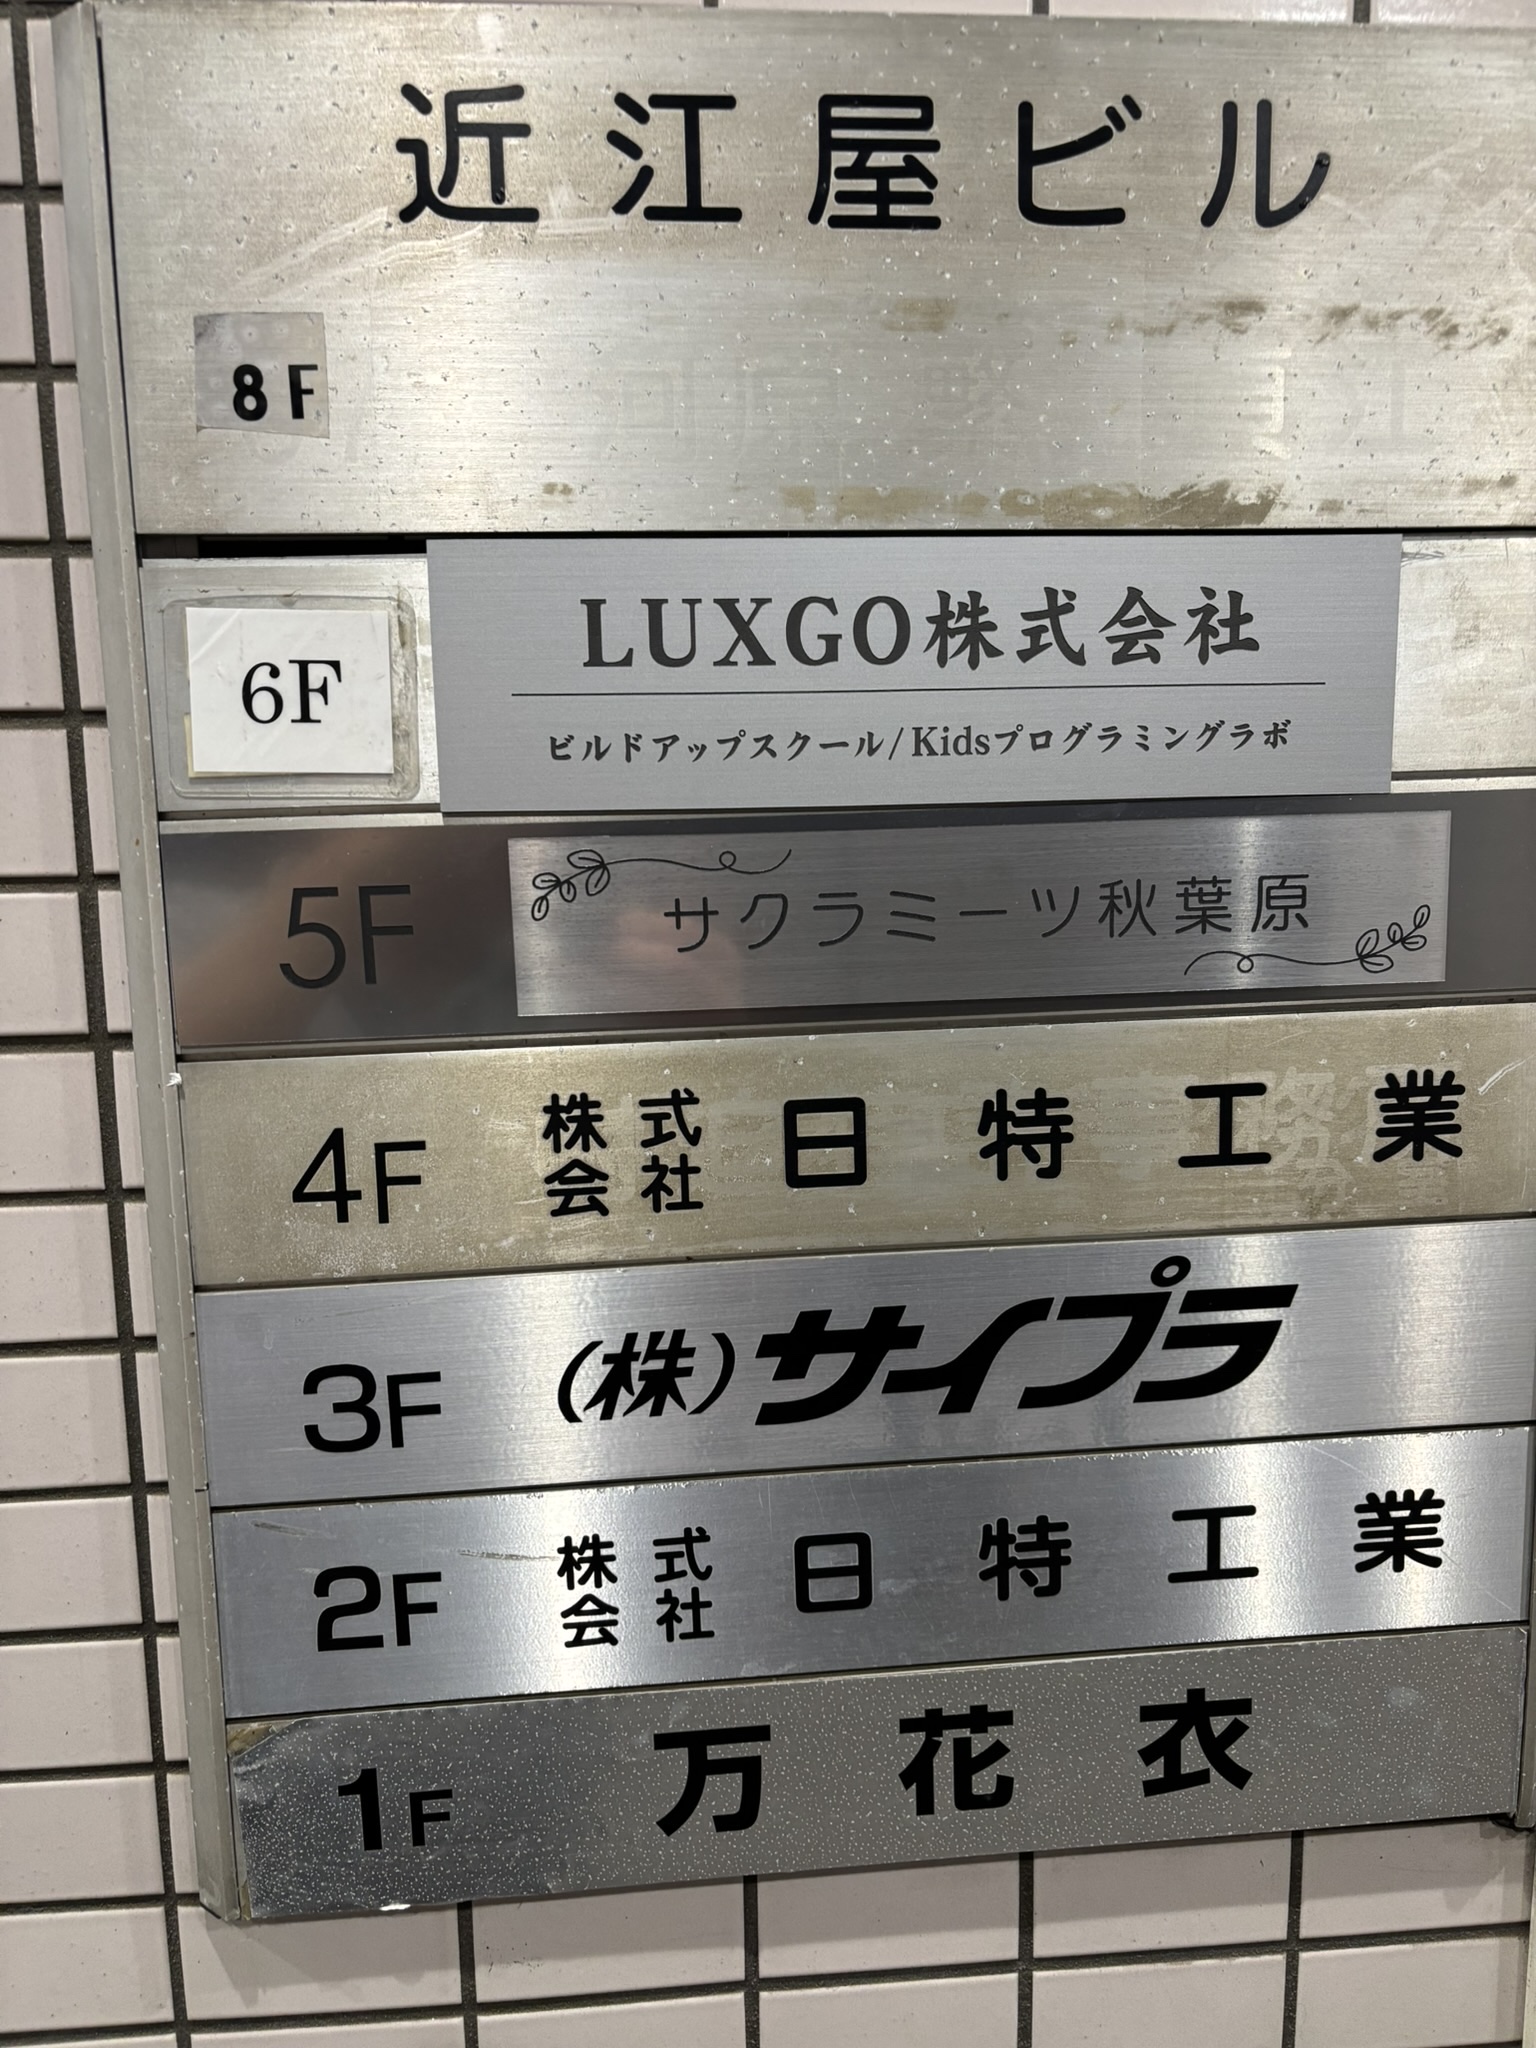 近江屋ビル
8F
6F LUXGO株式会社
ビルドアップスクール/Kidsプログラミングラボ
5F サクラミーツ秋葉原
4F 株式会社 日特工業
3F (株)サイプラ
2F 株式会社 日特工業
1F 万花衣